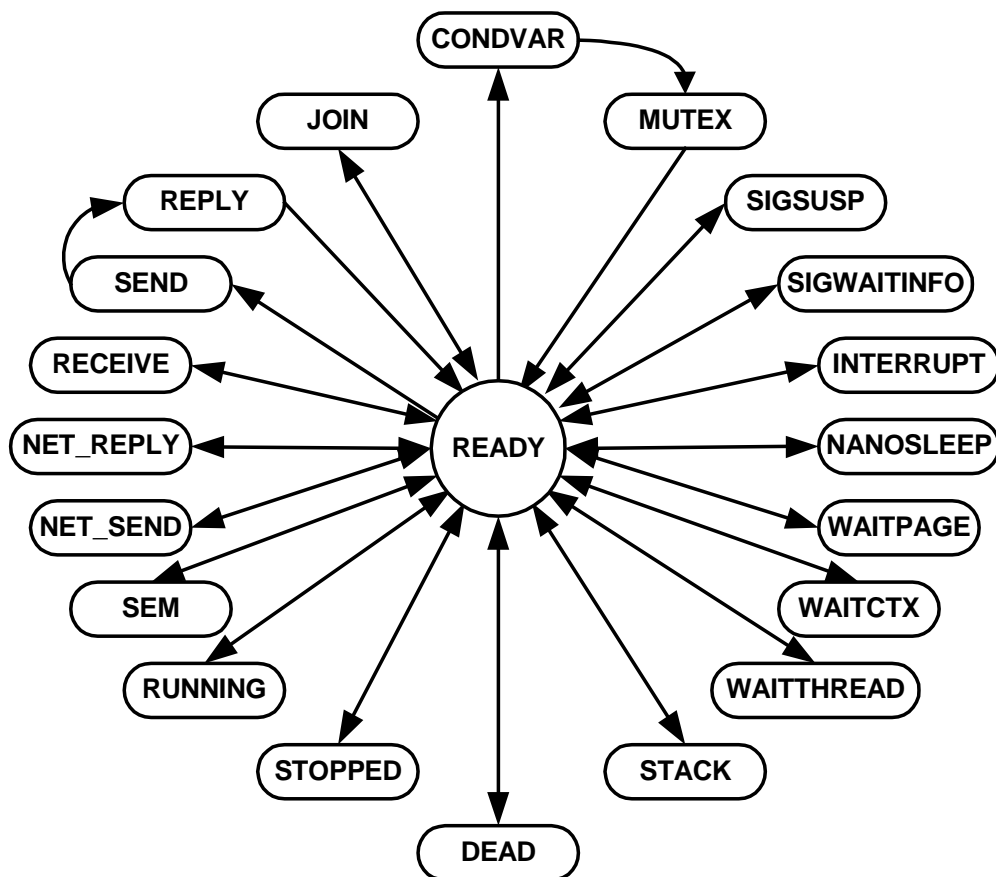 CONDVAR
JOIN
MUTEX
REPLY
SIGSUSP
SEND
SIGWAITINFO
RECEIVE
INTERRUPT
NET_REPLY
READY
NANOSLEEP
NET_SEND
WAITPAGE
SEM
WAITCTX
RUNNING
WAITTHREAD
STOPPED
STACK
DEAD